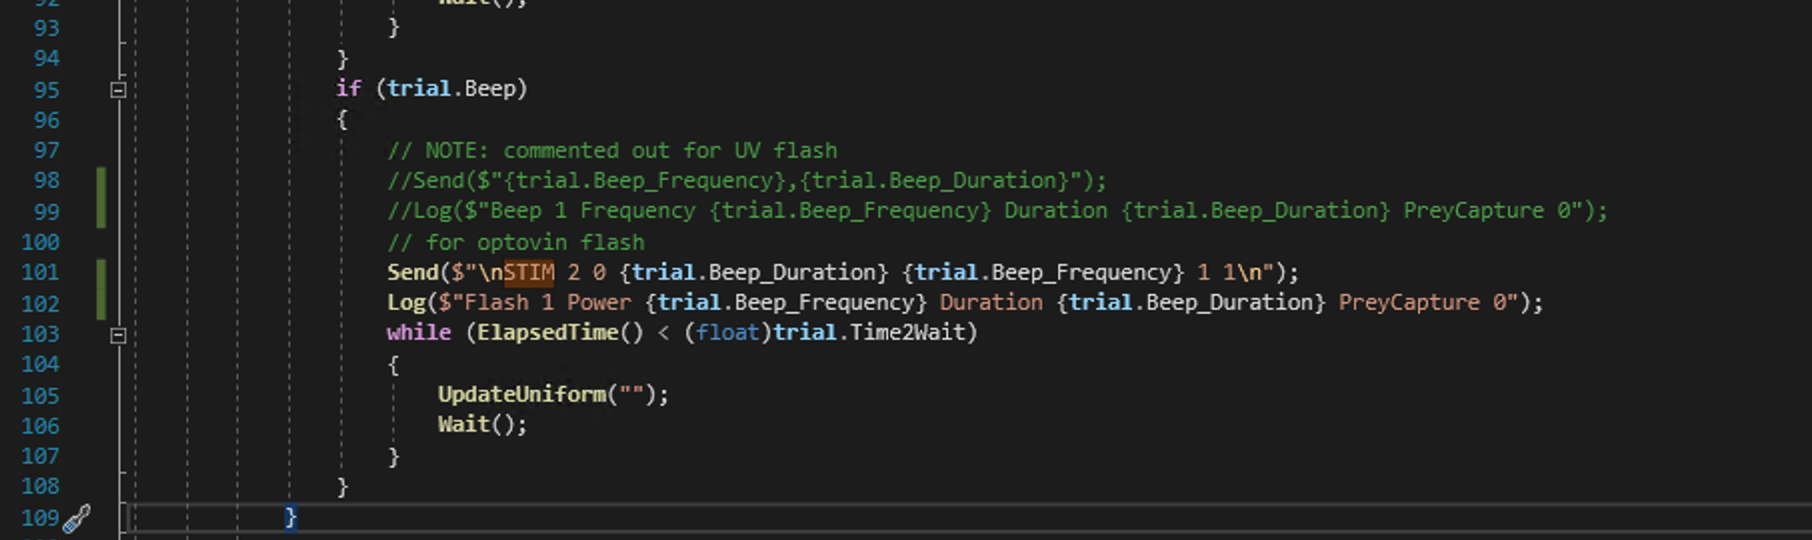 92 Wait();
93 }
94 }
95 if (trial.Beep)
96 {
97 // NOTE: commented out for UV flash
98 //Send($"{trial.Beep_Frequency},{trial.Beep_Duration}");
99 //Log($"Beep 1 Frequency {trial.Beep_Frequency} Duration {trial.Beep_Duration} PreyCapture 0");
100 // for optovin flash
101 Send($"\nSTIM 2 0 {trial.Beep_Duration} {trial.Beep_Frequency} 1 1\n");
102 Log($"Flash 1 Power {trial.Beep_Frequency} Duration {trial.Beep_Duration} PreyCapture 0");
103 while (ElapsedTime() < (float)trial.Time2Wait)
104 {
105 UpdateUniform("");
106 Wait();
107 }
108 }
109 }